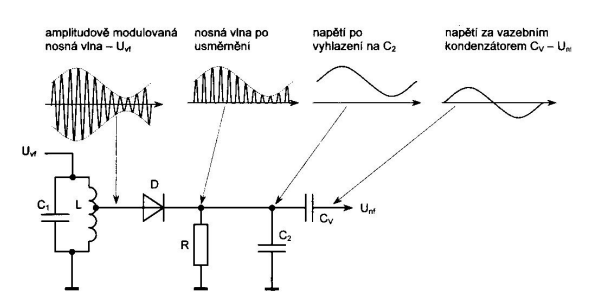 amplitudově modulovaná
nosná vlna – Uvf
nosná vlna po
usměrnění
napětí po
vyhlazení na C2
napětí za vazebním
kondenzátorem CV – Unf
Uvf
C1
L
D
R
C2
CV
Unf